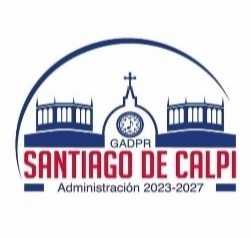 GADPR
SANTIAGO DE CALPI
Administración 2023-2027